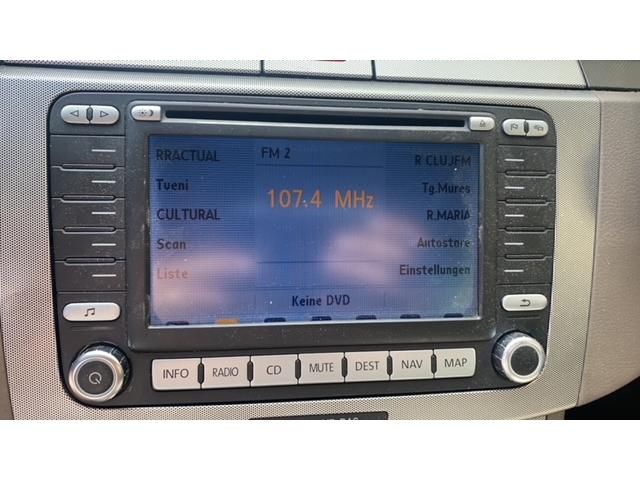 RRACTUAL
FM 2
R CLUJFM
Tueni
Tg.Mures
107.4 MHz
CULTURAL
R.MARIA
Scan
Autostore
Liste
Einstellungen
Keine DVD
INFO RADIO CD MUTE DEST NAV MAP